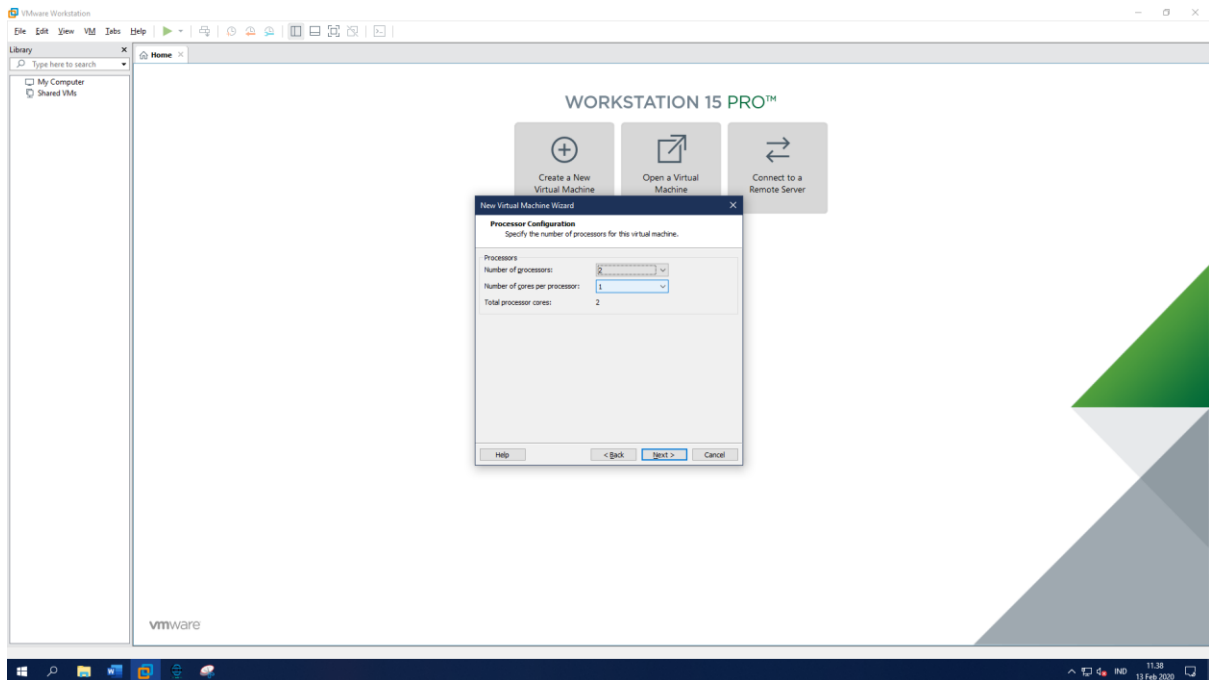 VMware Workstation
File Edit View VM Tabs Help
Library
Type here to search
My Computer
Shared VMs
Home
WORKSTATION 15 PRO™
Create a New
Virtual Machine
Open a Virtual
Machine
Connect to a
Remote Server
New Virtual Machine Wizard
Processor Configuration
Specify the number of processors for this virtual machine.
Processors
Number of processors: 2
Number of cores per processor: 1
Total processor cores: 2
Help < Back Next > Cancel
vmware
IND
11.38
13 Feb 2020